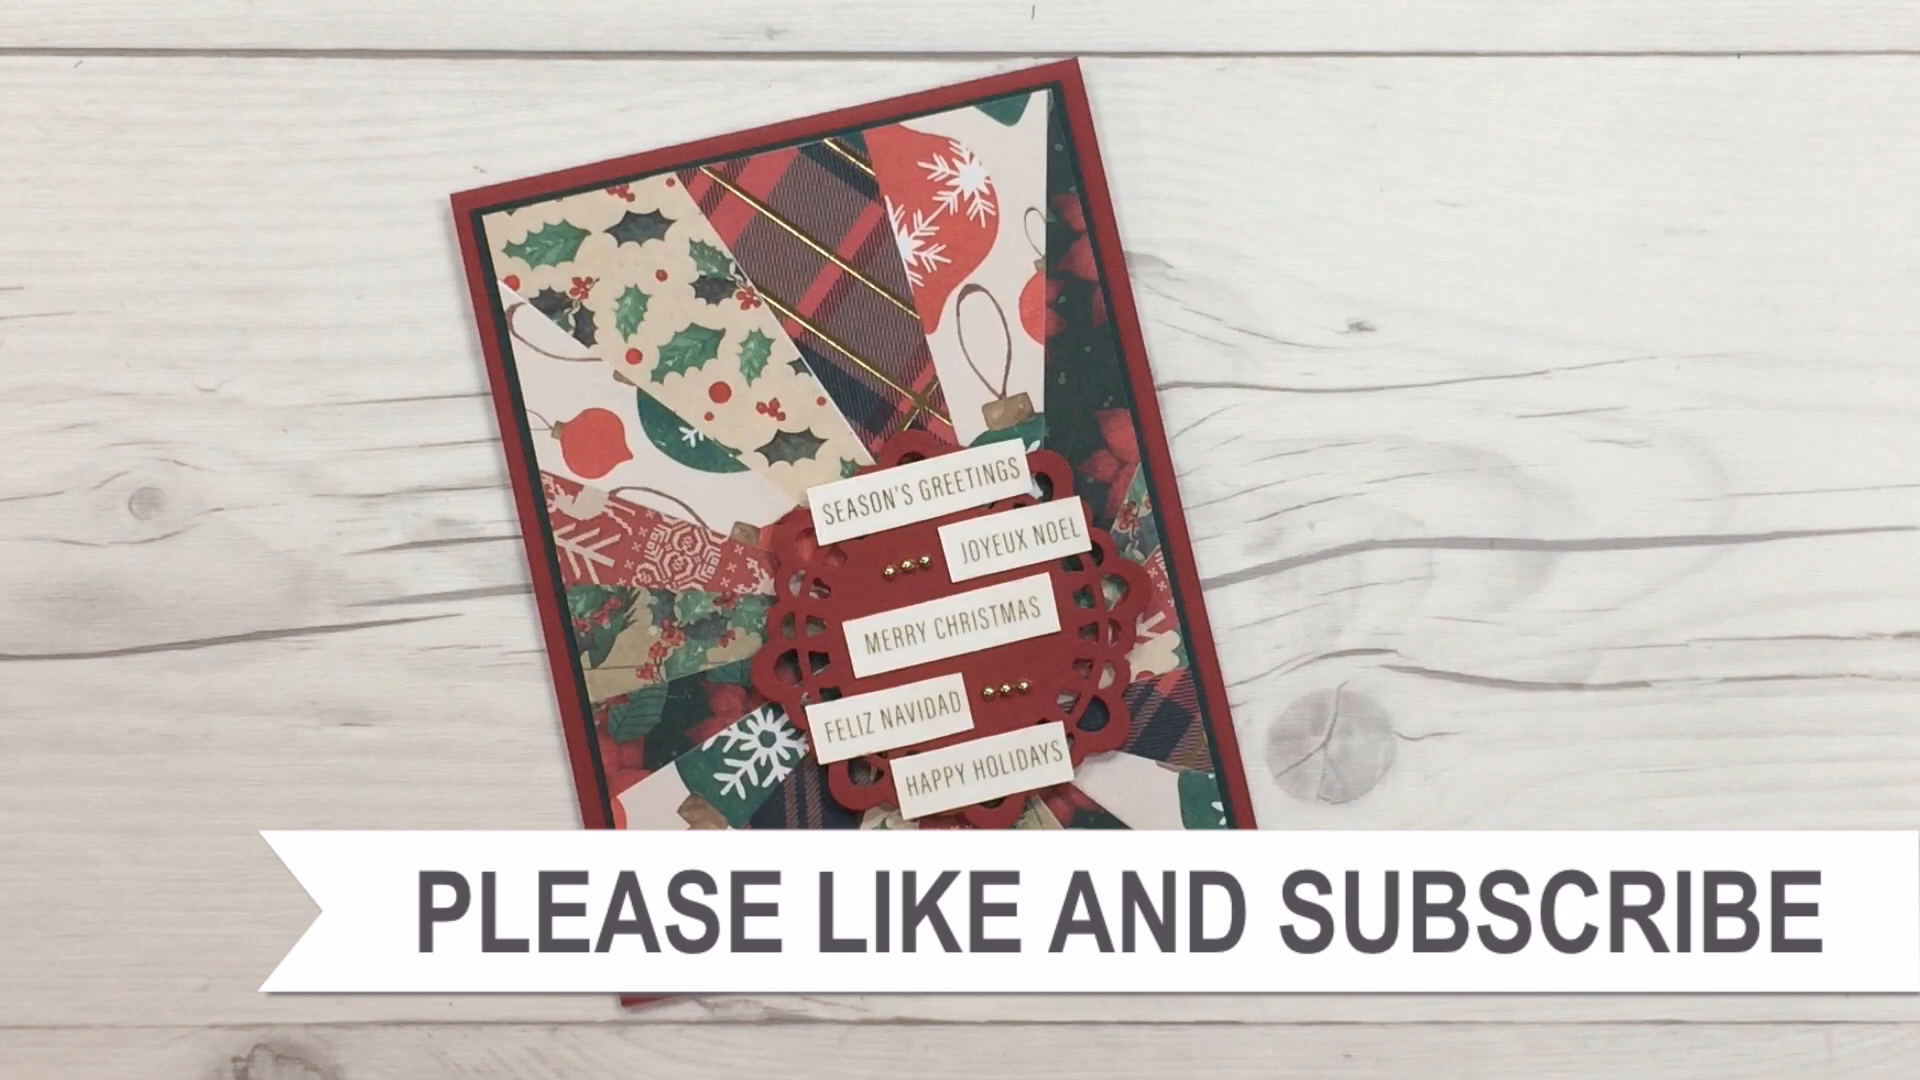 SEASON'S GREETINGS
JOYEUX NOEL
MERRY CHRISTMAS
FELIZ NAVIDAD
HAPPY HOLIDAYS
PLEASE LIKE AND SUBSCRIBE